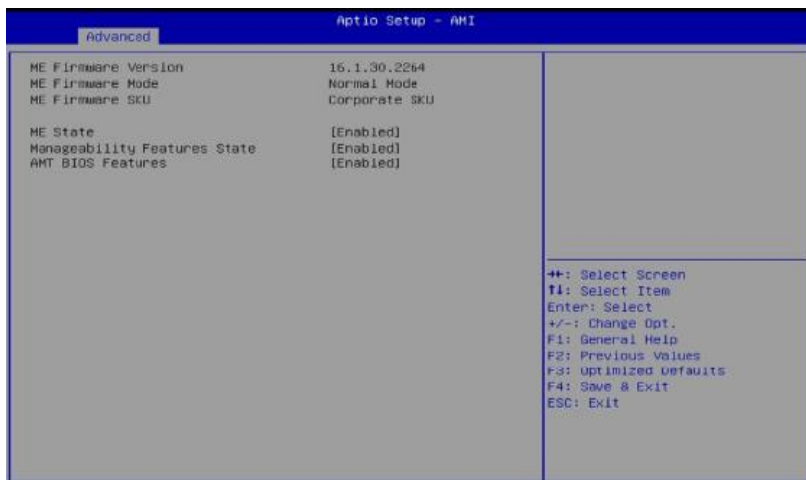 Aptio Setup - AMI
Advanced
ME Firmware Version 16.1.30.2264
ME Firmware Mode Normal Mode
ME Firmware SKU Corporate SKU
ME State [Enabled]
Manageability Features State [Enabled]
AMT BIOS Features [Enabled]
→←: Select Screen
↑↓: Select Item
Enter: Select
+/-: Change Opt.
F1: General Help
F2: Previous Values
F3: Optimized Defaults
F4: Save & Exit
ESC: Exit